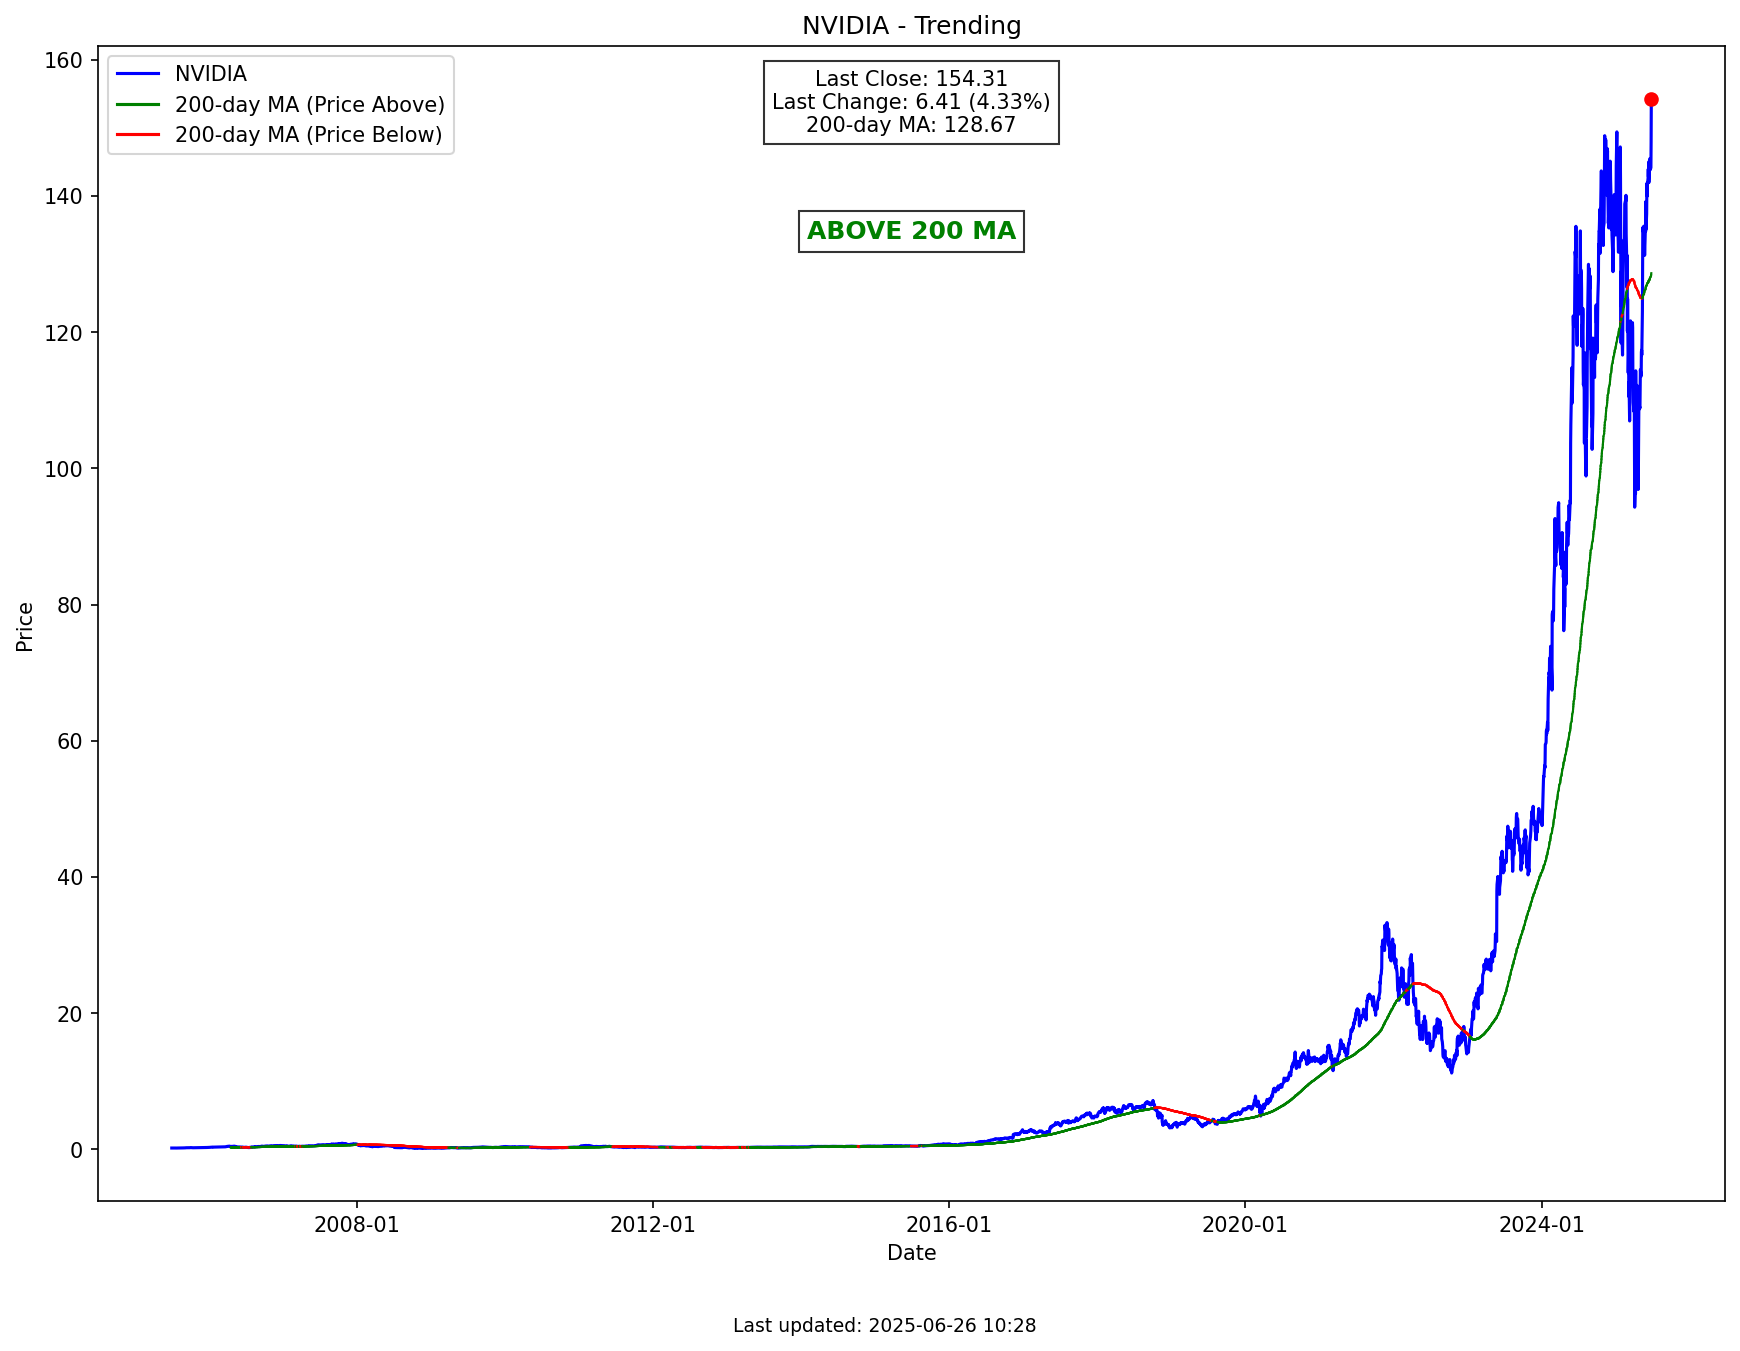 NVIDIA - Trending
NVIDIA
200-day MA (Price Above)
200-day MA (Price Below)
Last Close: 154.31
Last Change: 6.41 (4.33%)
200-day MA: 128.67
ABOVE 200 MA
Price
160
140
120
100
80
60
40
20
0
2008-01
2012-01
2016-01
2020-01
2024-01
Date
Last updated: 2025-06-26 10:28